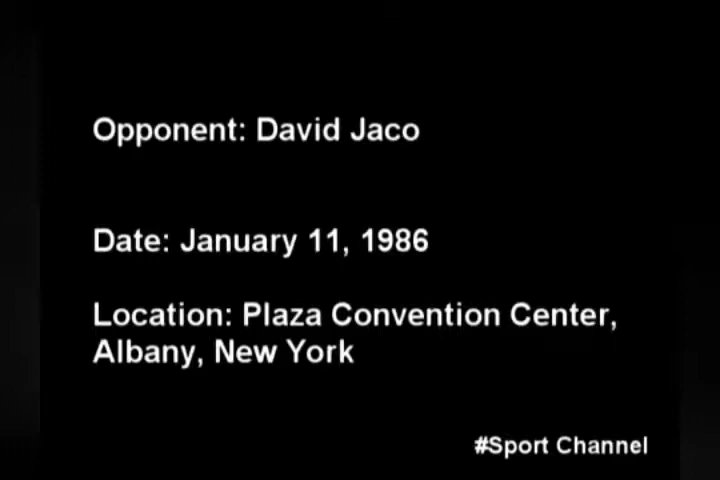 Opponent: David Jaco
Date: January 11, 1986
Location: Plaza Convention Center,
Albany, New York
#Sport Channel